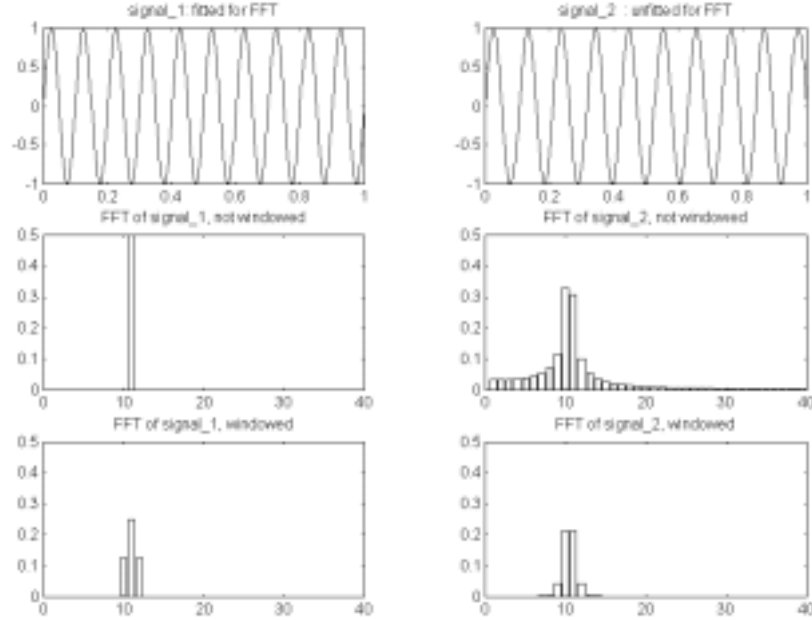 signal_1: fitted for FFT
1
0.5
0
-0.5
-1
0 0.2 0.4 0.6 0.8 1
signal_2 : unfitted for FFT
1
0.5
0
-0.5
-1
0 0.2 0.4 0.6 0.8 1
FFT of signal_1, not windowed
0.5
0.4
0.3
0.2
0.1
0
0 10 20 30 40
FFT of signal_2, not windowed
0.5
0.4
0.3
0.2
0.1
0
0 10 20 30 40
FFT of signal_1, windowed
0.5
0.4
0.3
0.2
0.1
0
0 10 20 30 40
FFT of signal_2, windowed
0.5
0.4
0.3
0.2
0.1
0
0 10 20 30 40